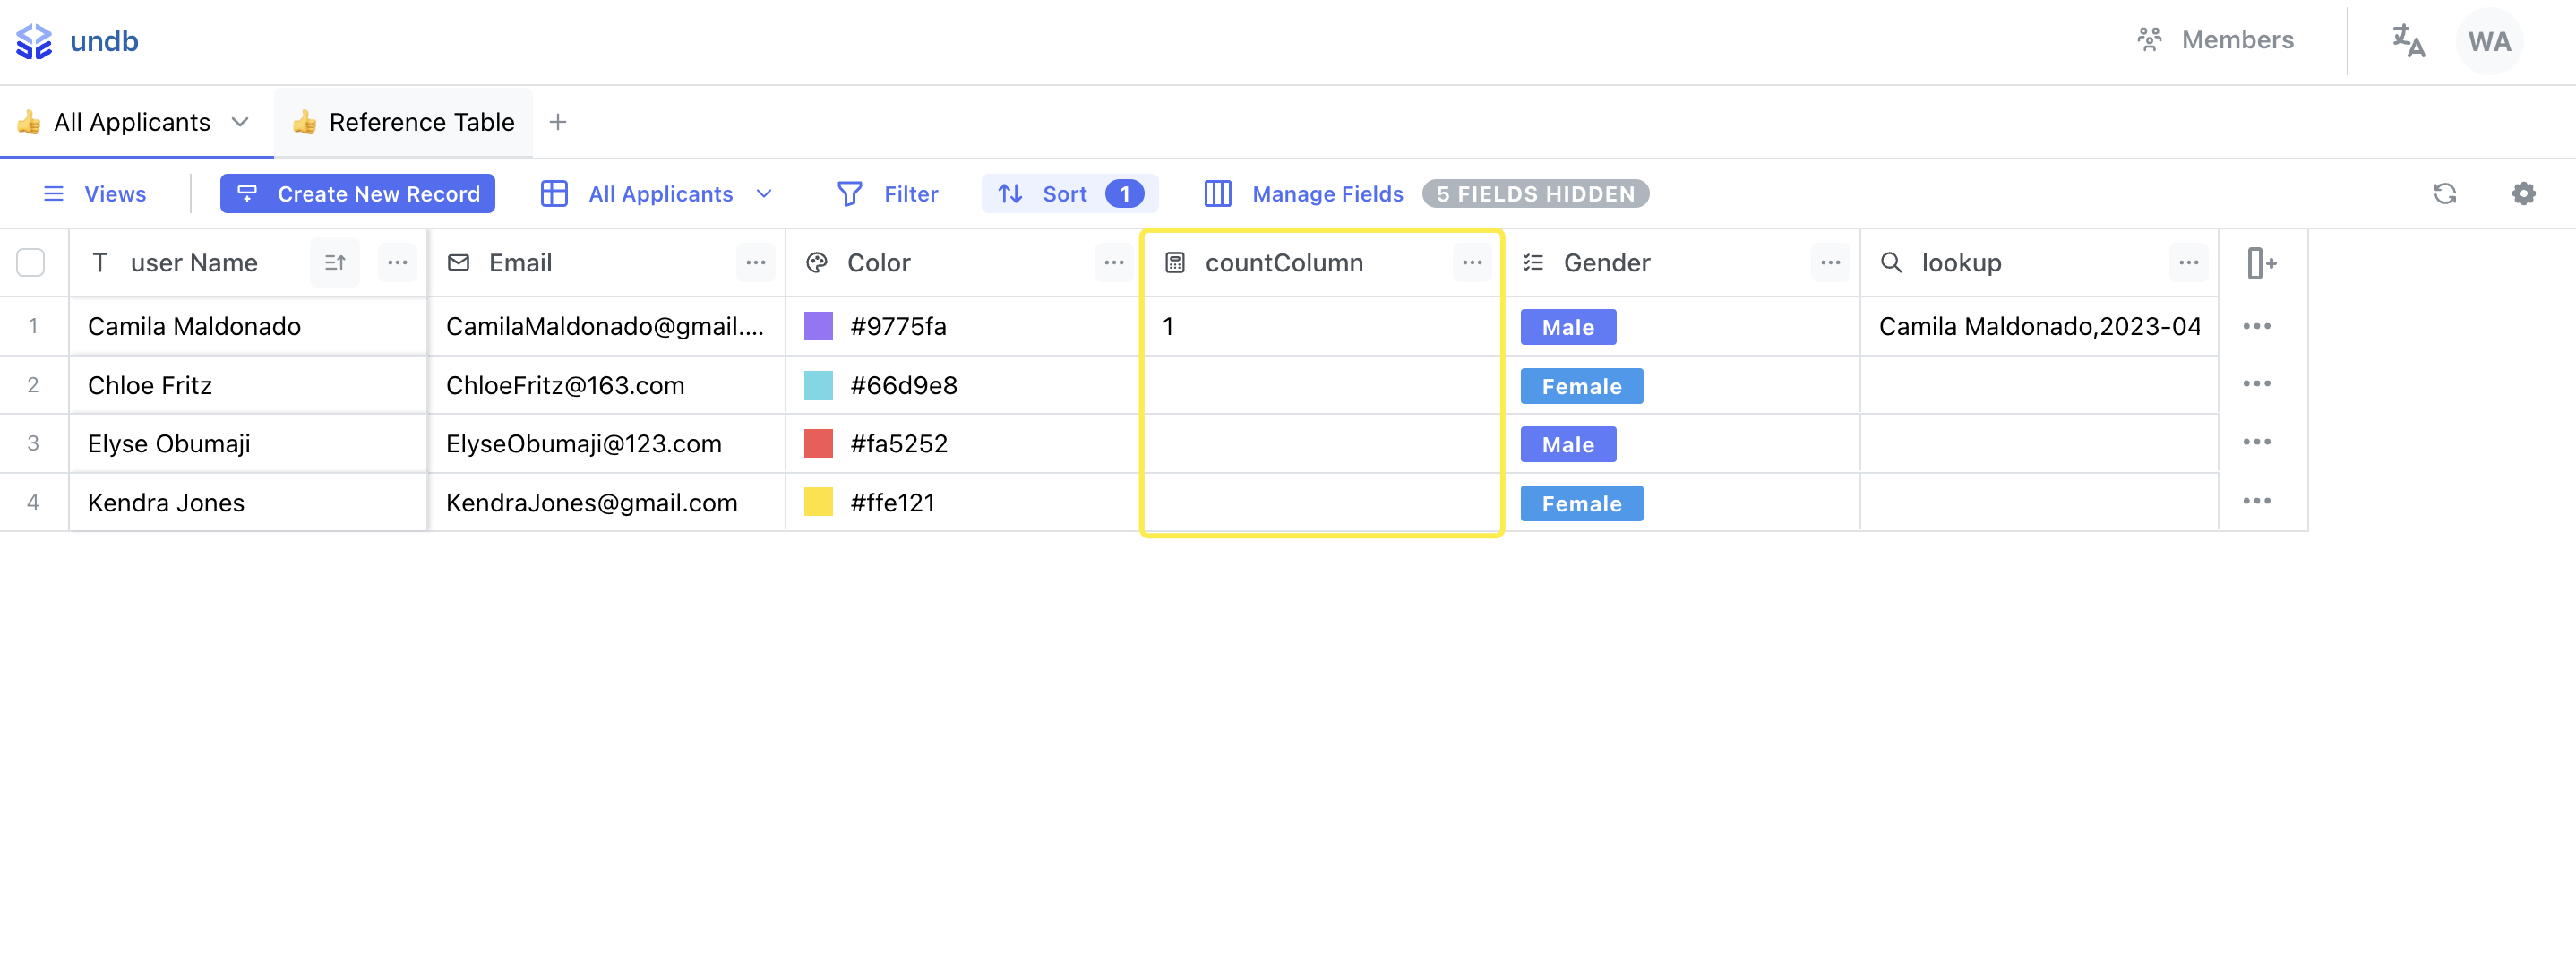 undb Members WA
All Applicants Reference Table
Views Create New Record All Applicants Filter Sort 1 Manage Fields 5 FIELDS HIDDEN
user Name Email Color countColumn Gender lookup
1 Camila Maldonado CamilaMaldonado@gmail.... #9775fa 1 Male Camila Maldonado,2023-04
2 Chloe Fritz ChloeFritz@163.com #66d9e8 Female
3 Elyse Obumaji ElyseObumaji@123.com #fa5252 Male
4 Kendra Jones KendraJones@gmail.com #ffe121 Female